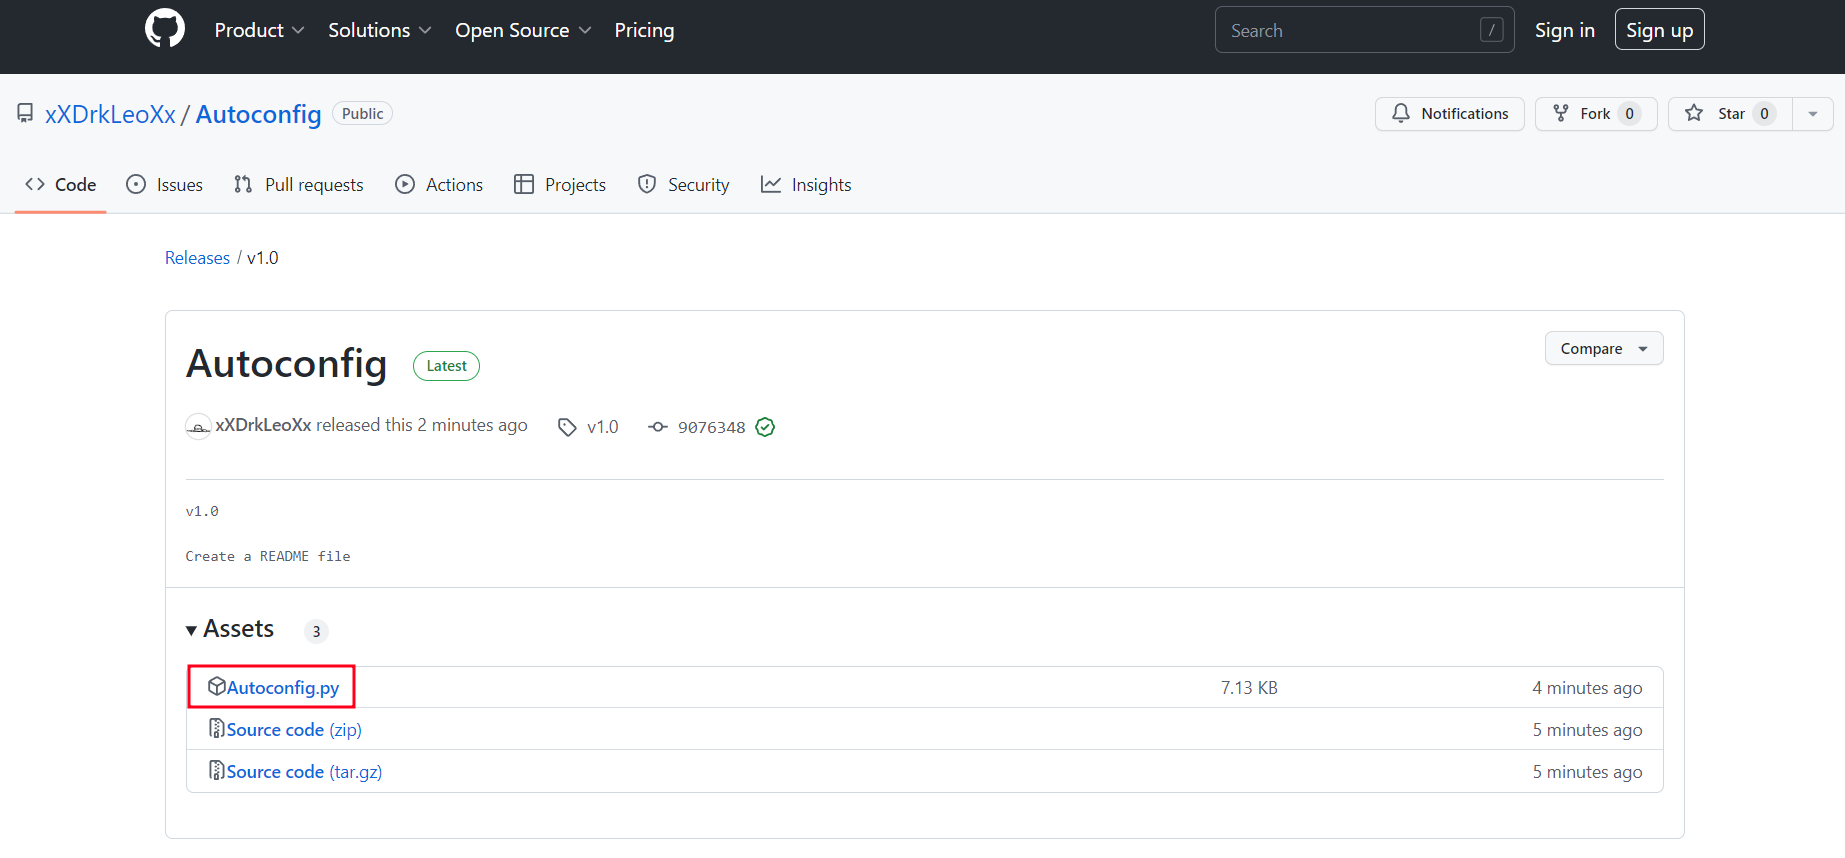 Product Solutions Open Source Pricing Search / Sign in Sign up
xXDrkLeoXx / Autoconfig Public Notifications Fork 0 Star 0
Code Issues Pull requests Actions Projects Security Insights
Releases / v1.0
Autoconfig Latest Compare
xXDrkLeoXx released this 2 minutes ago v1.0 9076348
v1.0
Create a README file
Assets 3
Autoconfig.py 7.13 KB 4 minutes ago
Source code (zip) 5 minutes ago
Source code (tar.gz) 5 minutes ago